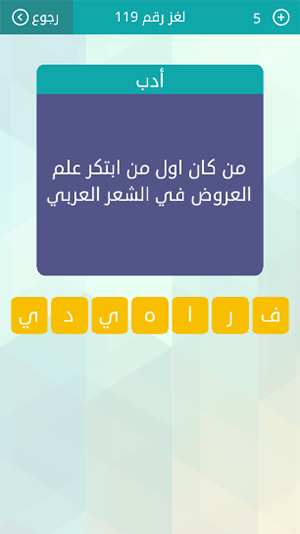 رجوع
لغز رقم 119
5
أدب
من كان اول من ابتكر علم
العروض في الشعر العربي
ف ر ا ه ي د ي